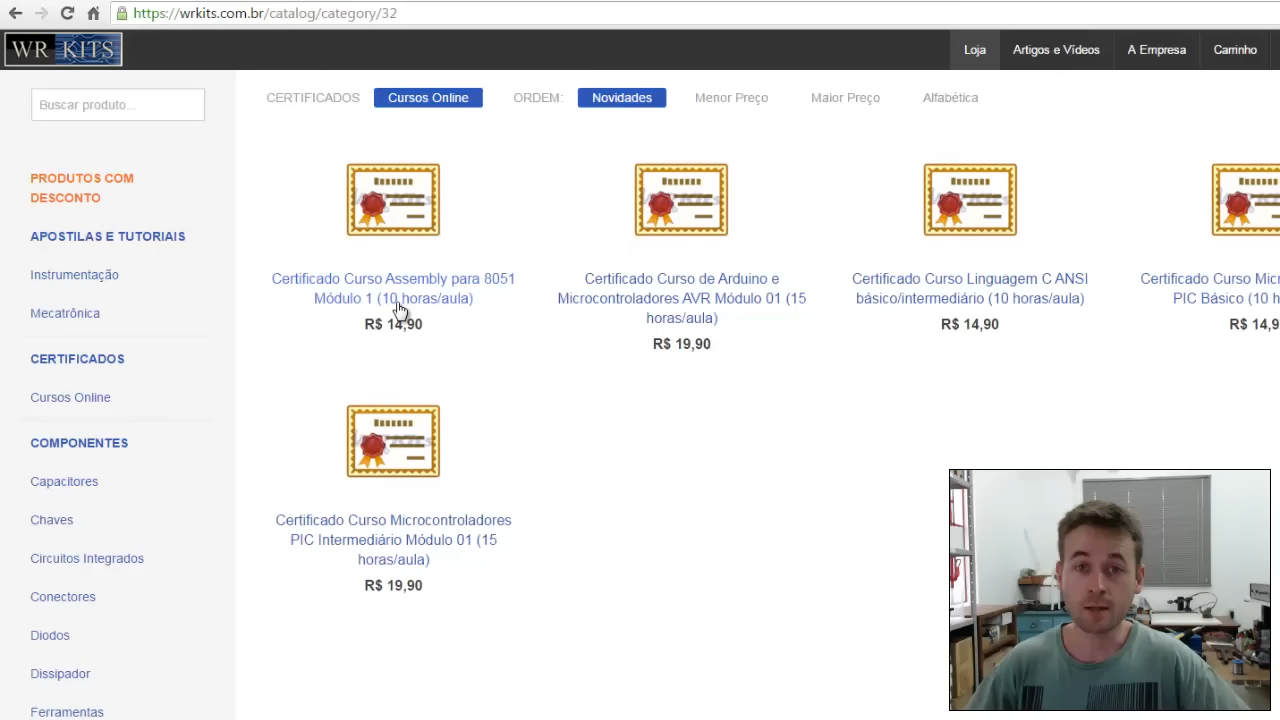 https://wrkits.com.br/catalog/category/32
WR KITS
Loja
Artigos e Vídeos
A Empresa
Carrinho
Buscar produto...
CERTIFICADOS
Cursos Online
ORDEM:
Novidades
Menor Preço
Maior Preço
Alfabética
PRODUTOS COM
DESCONTO
APOSTILAS E TUTORIAIS
Instrumentação
Mecatrônica
CERTIFICADOS
Cursos Online
COMPONENTES
Capacitores
Chaves
Circuitos Integrados
Conectores
Diodos
Dissipador
Ferramentas
Certificado Curso Assembly para 8051
Módulo 1 (10 horas/aula)
R$ 14,90
Certificado Curso de Arduino e
Microcontroladores AVR Módulo 01 (15
horas/aula)
R$ 19,90
Certificado Curso Linguagem C ANSI
básico/intermediário (10 horas/aula)
R$ 14,90
Certificado Curso Mic
PIC Básico (10 h
R$ 14,9
Certificado Curso Microcontroladores
PIC Intermediário Módulo 01 (15
horas/aula)
R$ 19,90